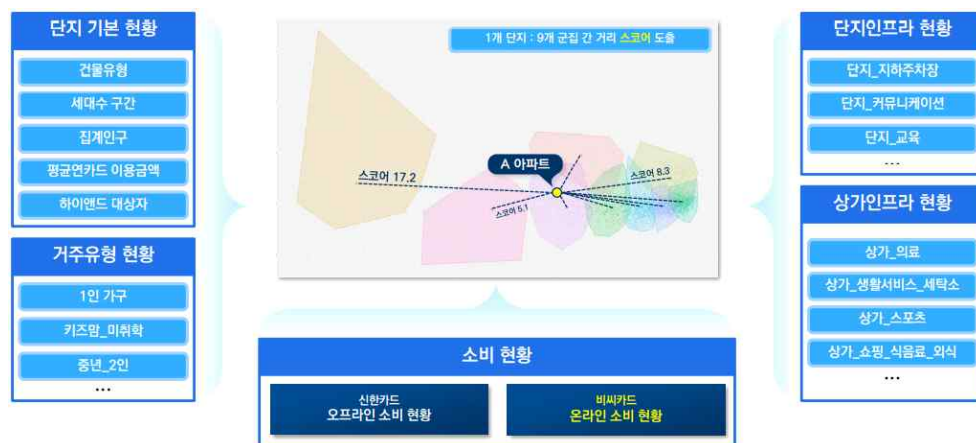 단지 기본 현황
건물유형
세대수 구간
집계인구
평균연카드 이용금액
하이앤드 대상자
거주유형 현황
1인 가구
키즈맘_미취학
중년_2인
...
1개 단지 : 9개 군집 간 거리 스코어 도출
A 아파트
스코어 17.2
스코어 8.3
스코어 5.1
소비 현황
신한카드
오프라인 소비 현황
비씨카드
온라인 소비 현황
단지인프라 현황
단지_지하주차장
단지_커뮤니케이션
단지_교육
...
상가인프라 현황
상가_의료
상가_생활서비스_세탁소
상가_스포츠
상가_쇼핑_식음료_외식
...